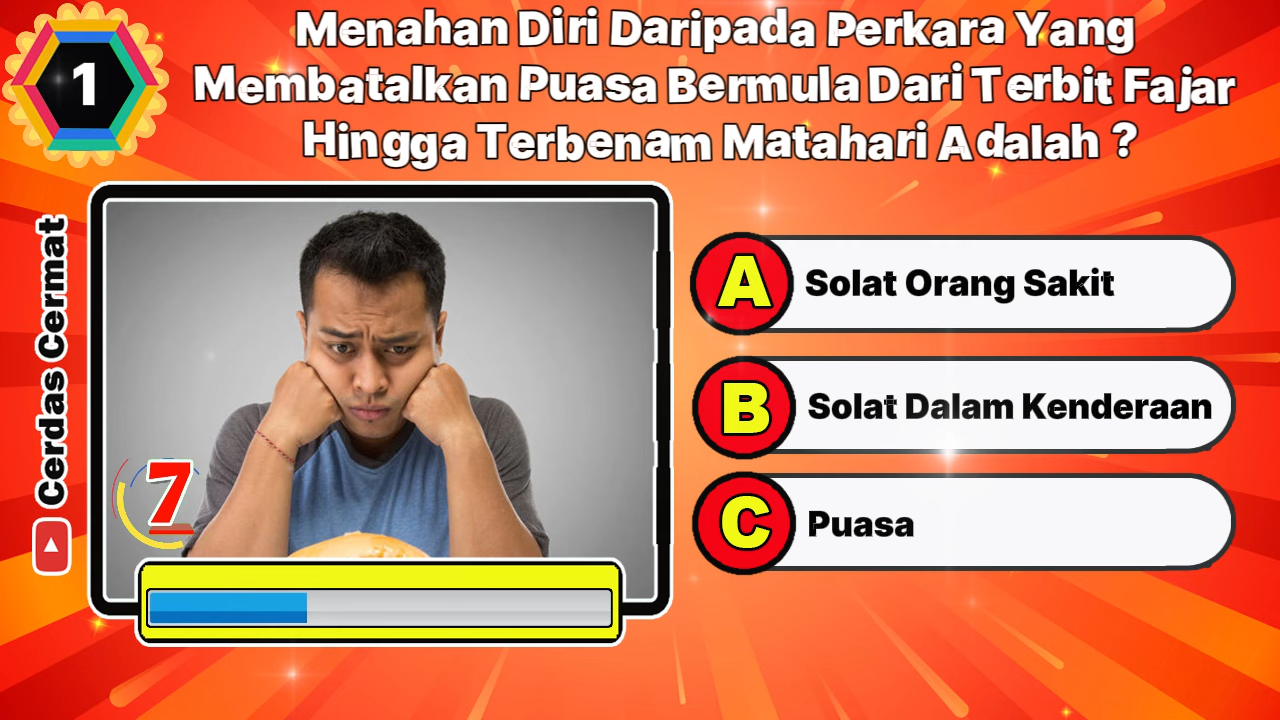 1
Menahan Diri Daripada Perkara Yang
Membatalkan Puasa Bermula Dari Terbit Fajar
Hingga Terbenam Matahari Adalah ?
Cerdas Cermat
7
A Solat Orang Sakit
B Solat Dalam Kenderaan
C Puasa